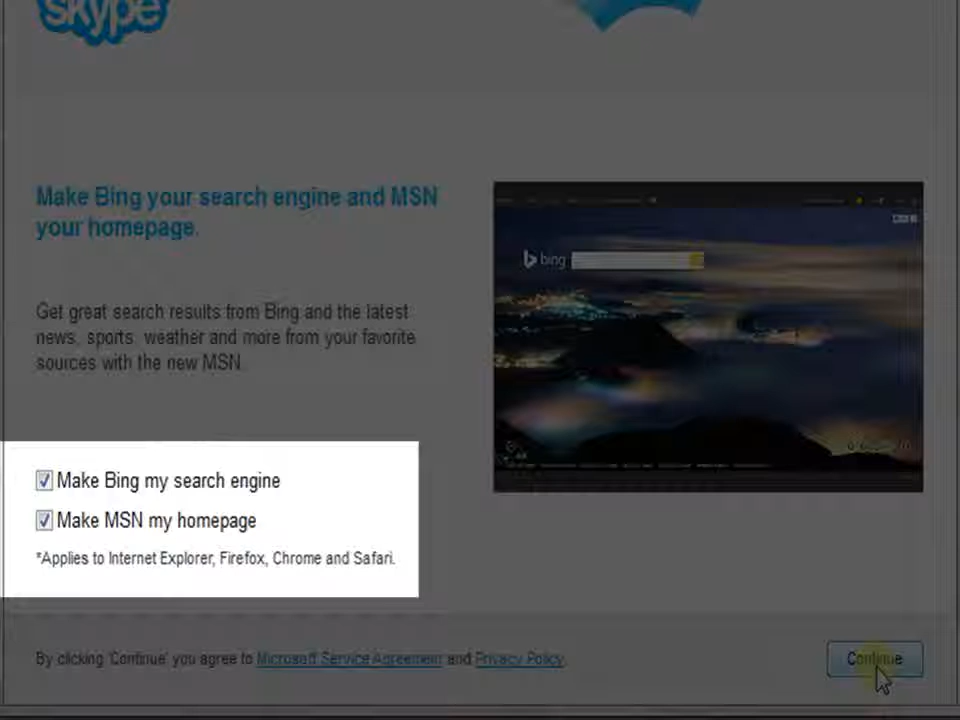 skype
Make Bing your search engine and MSN
your homepage.
Get great search results from Bing and the latest
news, sports, weather and more from your favorite
sources with the new MSN.
bing
Make Bing my search engine
Make MSN my homepage
*Applies to Internet Explorer, Firefox, Chrome and Safari.
By clicking 'Continue' you agree to Microsoft Service Agreement and Privacy Policy.
Continue